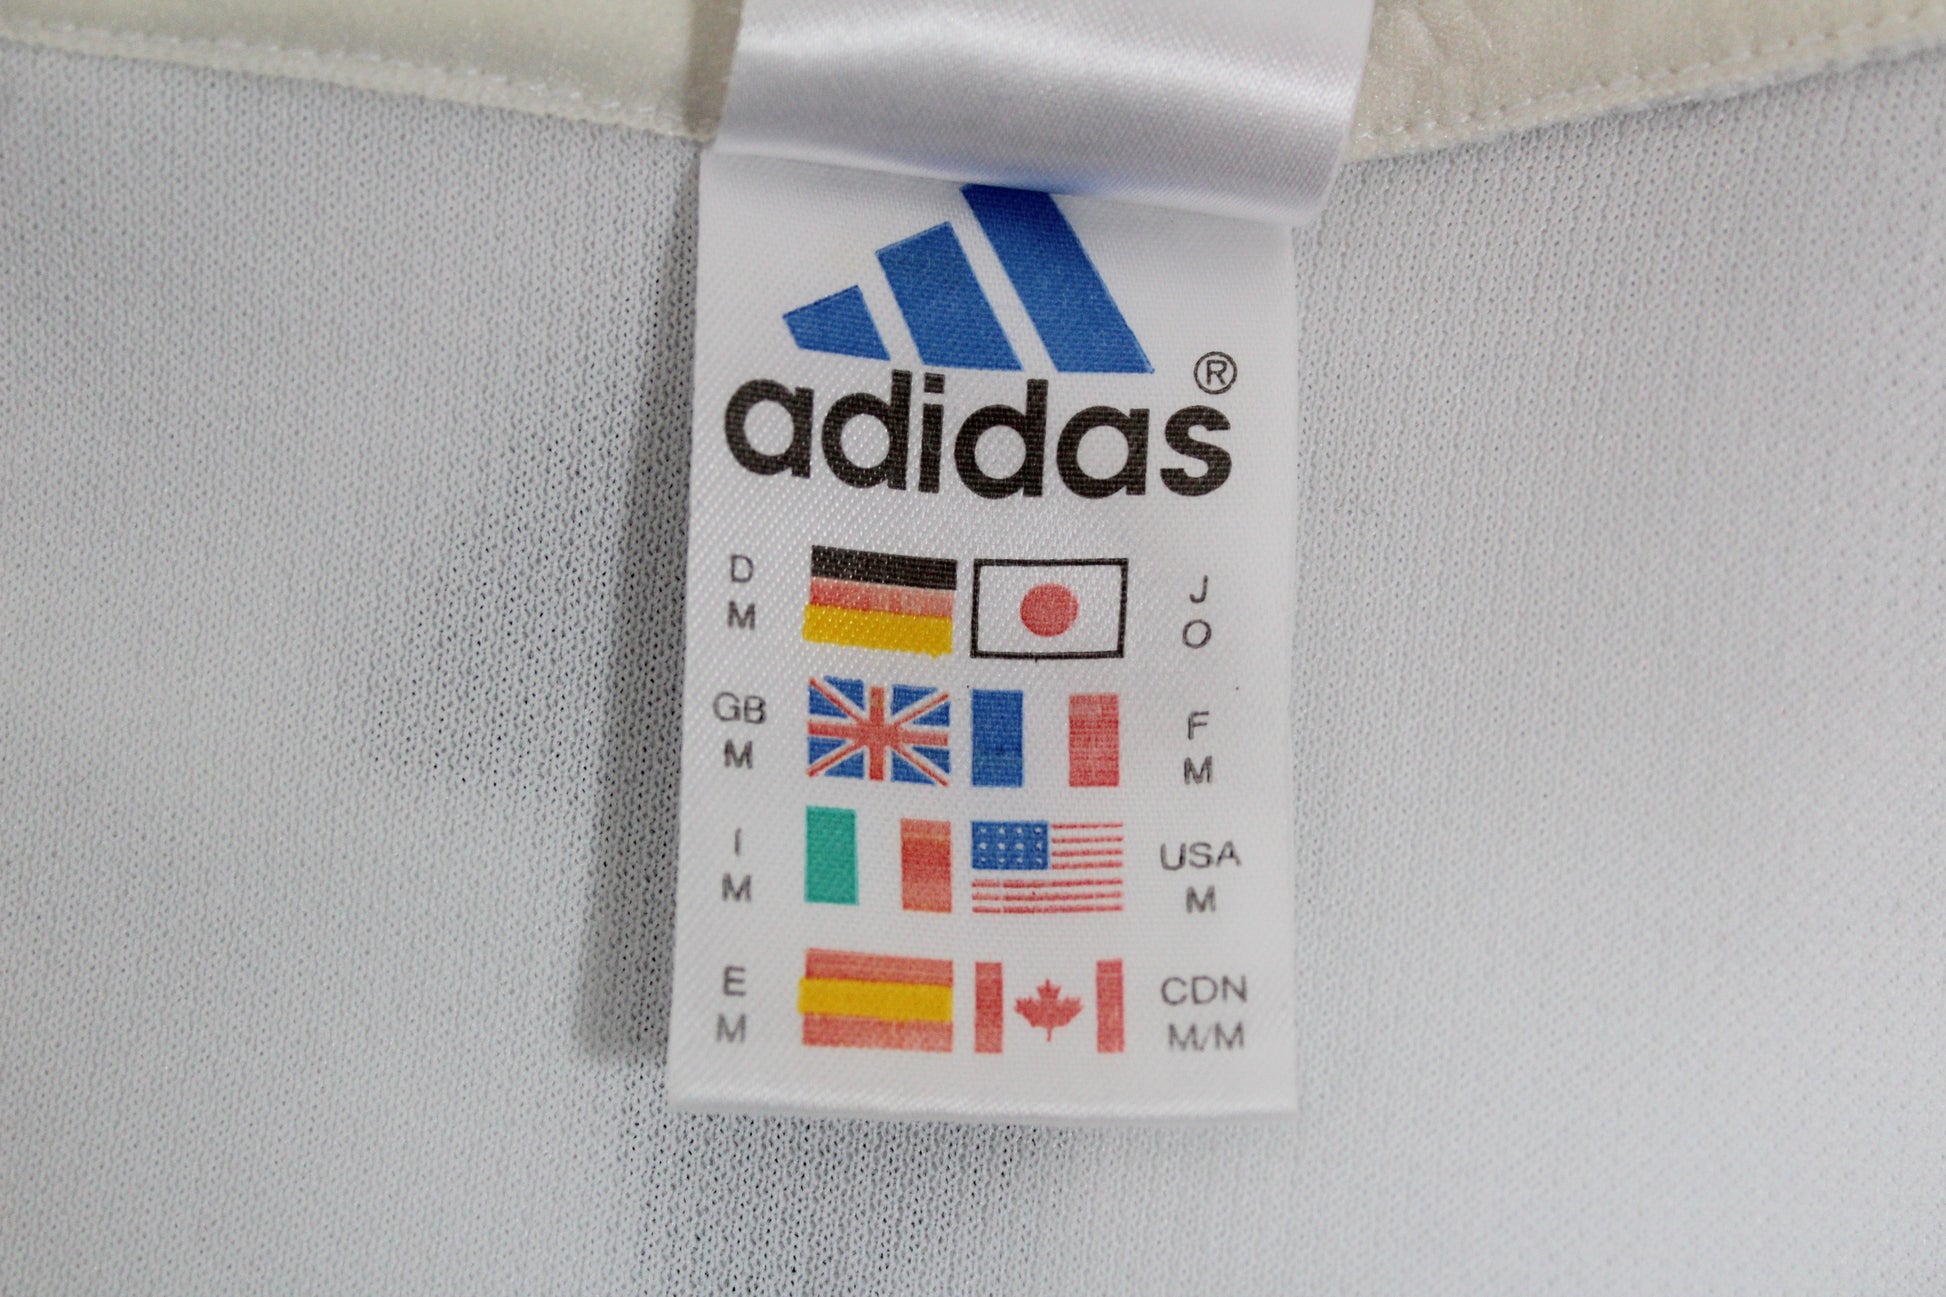 adidas®
D J
M O
GB F
M M
I USA
M M
E CDN
M M/M